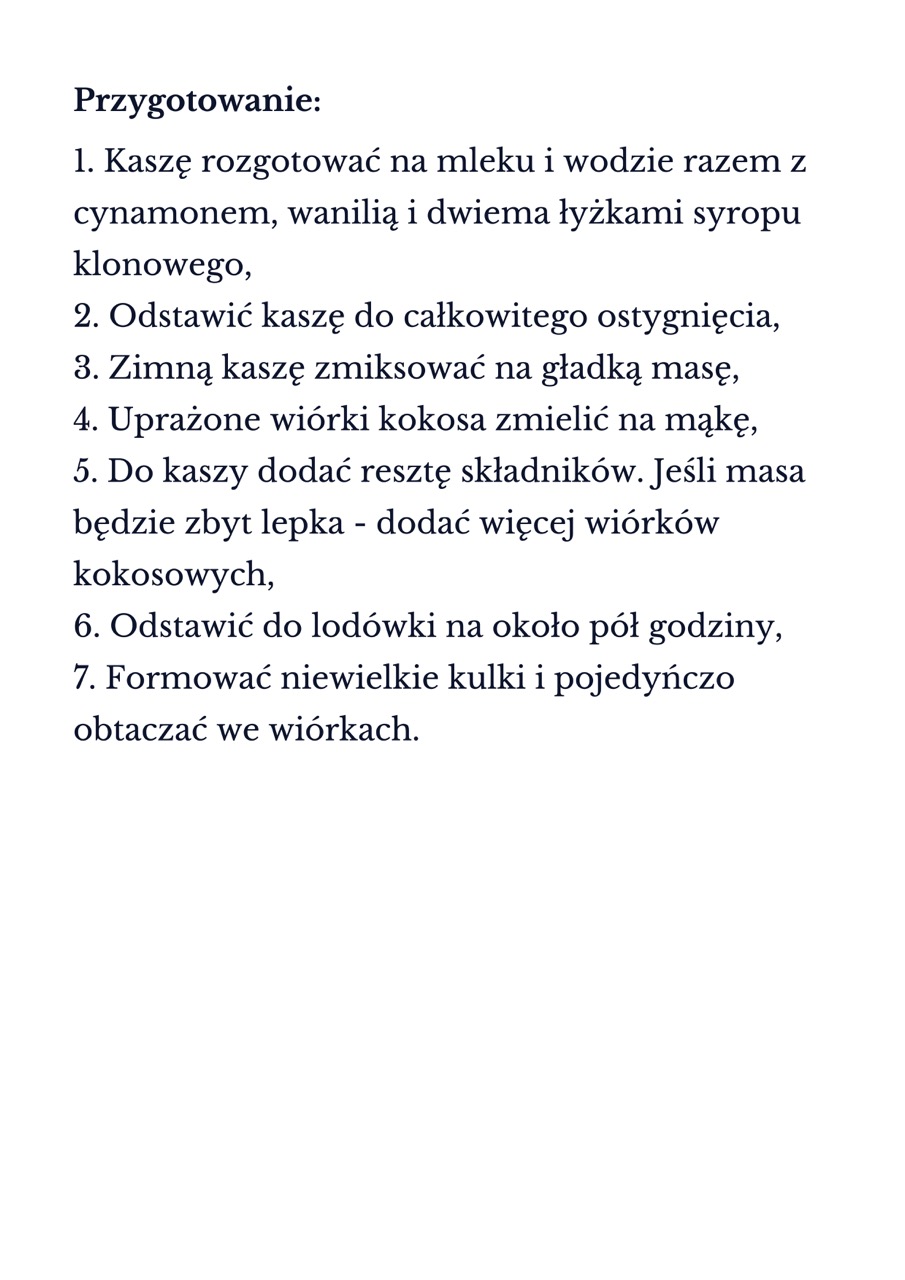 Przygotowanie:
1. Kaszę rozgotować na mleku i wodzie razem z
cynamonem, wanilią i dwiema łyżkami syropu
klonowego,
2. Odstawić kaszę do całkowitego ostygnięcia,
3. Zimną kaszę zmiksować na gładką masę,
4. Uprażone wiórki kokosa zmielić na mąkę,
5. Do kaszy dodać resztę składników. Jeśli masa
będzie zbyt lepka - dodać więcej wiórków
kokosowych,
6. Odstawić do lodówki na około pół godziny,
7. Formować niewielkie kulki i pojedyńczo
obtaczać we wiórkach.